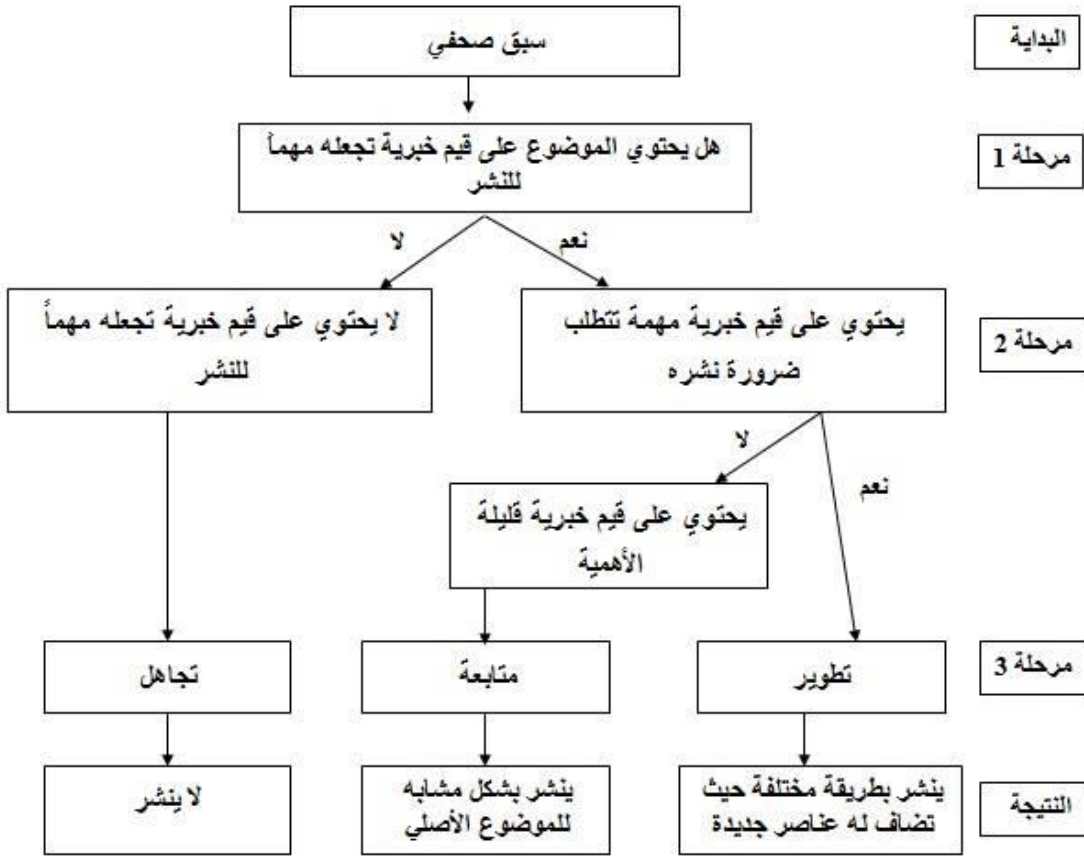 سبق صحفي
البداية
هل يحتوي الموضوع على قيم خبرية تجعله مهماً
للنشر
مرحلة 1
نعم
لا
يحتوي على قيم خبرية مهمة تتطلب
ضرورة نشره
لا يحتوي على قيم خبرية تجعله مهماً
للنشر
مرحلة 2
نعم
لا
يحتوي على قيم خبرية قليلة
الأهمية
مرحلة 3
تطوير
متابعة
تجاهل
النتيجة
ينشر بطريقة مختلفة حيث
تضاف له عناصر جديدة
ينشر بشكل مشابه
للموضوع الأصلي
لا ينشر